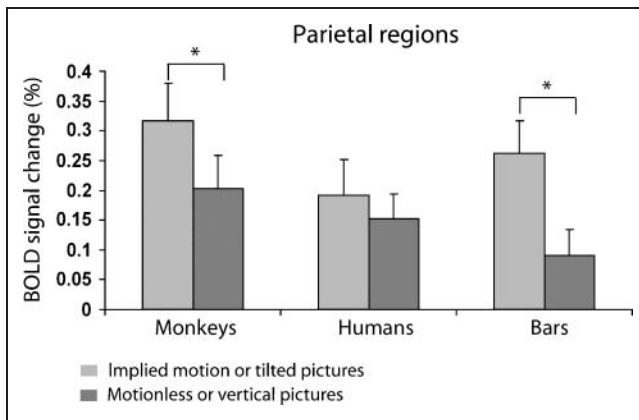 Parietal regions
*
*
BOLD signal change (%)
0.4
0.35
0.3
0.25
0.2
0.15
0.1
0.05
0
Monkeys Humans Bars
Implied motion or tilted pictures
Motionless or vertical pictures